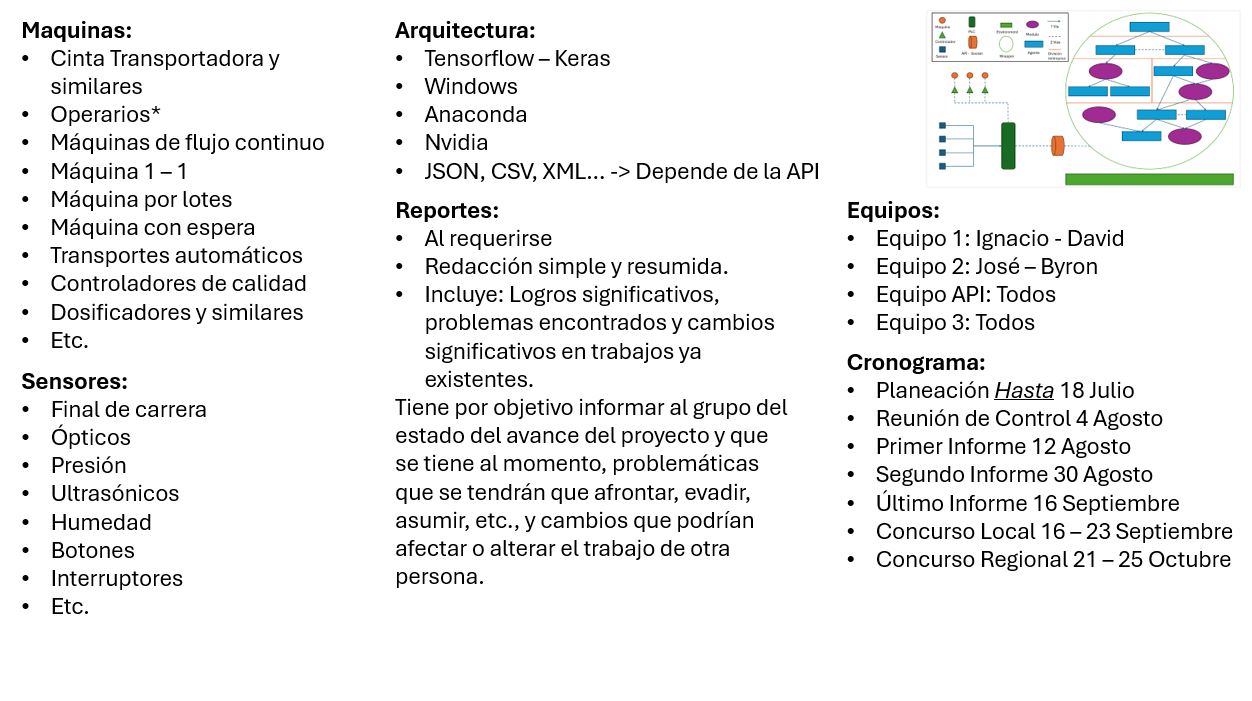 Maquinas:
• Cinta Transportadora y
similares
• Operarios*
• Máquinas de flujo continuo
• Máquina 1 – 1
• Máquina por lotes
• Máquina con espera
• Transportes automáticos
• Controladores de calidad
• Dosificadores y similares
• Etc.
Sensores:
• Final de carrera
• Ópticos
• Presión
• Ultrasónicos
• Humedad
• Botones
• Interruptores
• Etc.
Arquitectura:
• Tensorflow – Keras
• Windows
• Anaconda
• Nvidia
• JSON, CSV, XML... -> Depende de la API
Reportes:
• Al requerirse
• Redacción simple y resumida.
• Incluye: Logros significativos,
problemas encontrados y cambios
significativos en trabajos ya
existentes.
Tiene por objetivo informar al grupo del
estado del avance del proyecto y que
se tiene al momento, problemáticas
que se tendrán que afrontar, evadir,
asumir, etc., y cambios que podrían
afectar o alterar el trabajo de otra
persona.
PLC
Environment
API - Socket
Agente
Equipos:
• Equipo 1: Ignacio - David
• Equipo 2: José – Byron
• Equipo API: Todos
• Equipo 3: Todos
Cronograma:
• Planeación Hasta 18 Julio
• Reunión de Control 4 Agosto
• Primer Informe 12 Agosto
• Segundo Informe 30 Agosto
• Último Informe 16 Septiembre
• Concurso Local 16 – 23 Septiembre
• Concurso Regional 21 – 25 Octubre